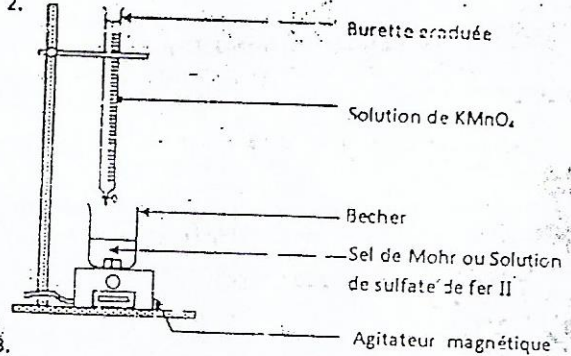 2.
Burette graduée
Solution de KMnO₄
Becher
Sel de Mohr ou Solution
de sulfate de fer II
Agitateur magnétique
3.